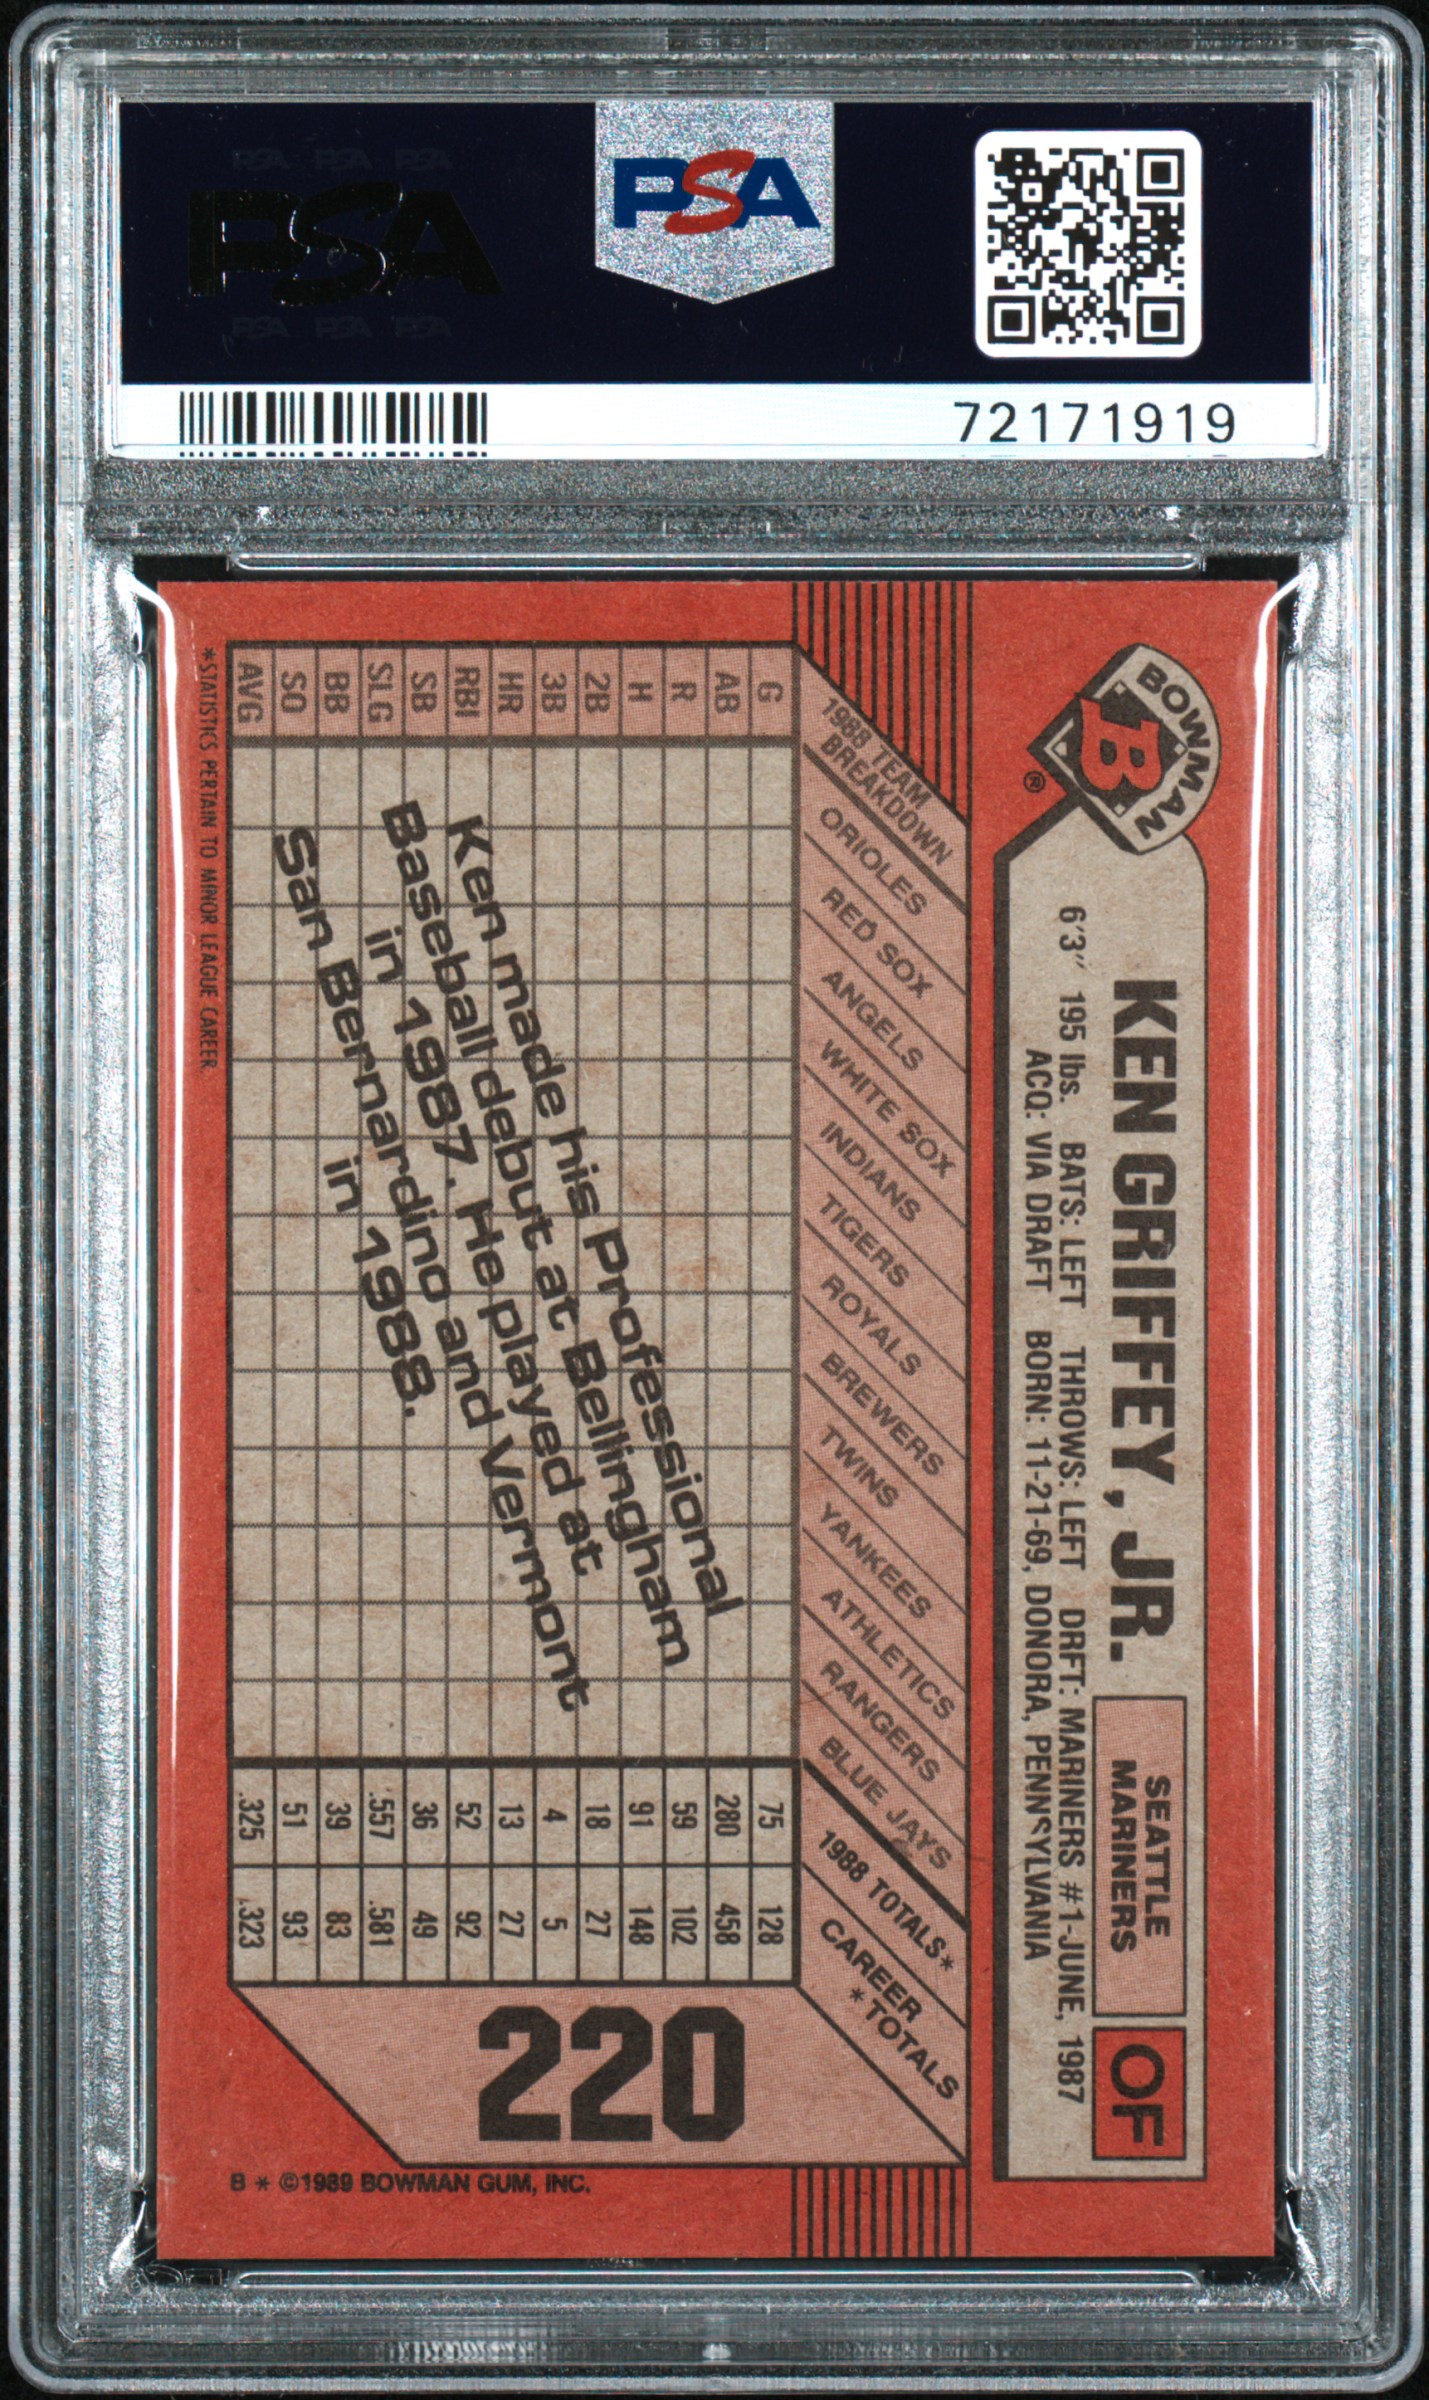 PSA PSA PSA
PSA
PSA PSA PSA
PSA
72171919
BOWMAN
B
®
KEN GRIFFEY, JR.
SEATTLE
MARINERS
OF
6'3" 195 lbs. BATS: LEFT THROWS: LEFT DRFT: MARINERS #1-JUNE, 1987
ACQ: VIA DRAFT BORN: 11-21-69, DONORA, PENNSYLVANIA
1988 TEAM
BREAKDOWN
ORIOLES
RED SOX
ANGELS
WHITE SOX
INDIANS
TIGERS
ROYALS
BREWERS
TWINS
YANKEES
ATHLETICS
RANGERS
BLUE JAYS
1988 TOTALS*
CAREER
*TOTALS
G 75 128
AB 280 458
R 59 102
H 91 148
2B 18 27
3B 4 5
HR 13 27
RBI 52 92
SB 36 49
SLG .557 .581
BB 39 83
SO 51 93
AVG .325 .323
Ken made his Professional
Baseball debut at Bellingham
in 1987. He played at
San Bernardino and Vermont
in 1988.
220
*STATISTICS PERTAIN TO MINOR LEAGUE CAREER.
B * ©1989 BOWMAN GUM, INC.